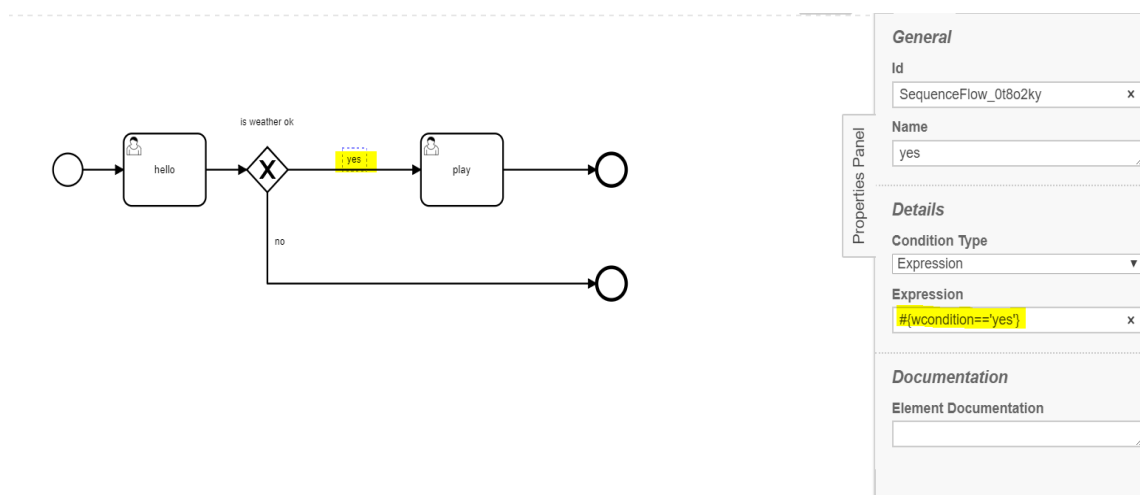 is weather ok
hello
yes
play
no
Properties Panel
General
Id
SequenceFlow_0t8o2ky
x
Name
yes
Details
Condition Type
Expression
Expression
#{wcondition=='yes'}
x
Documentation
Element Documentation